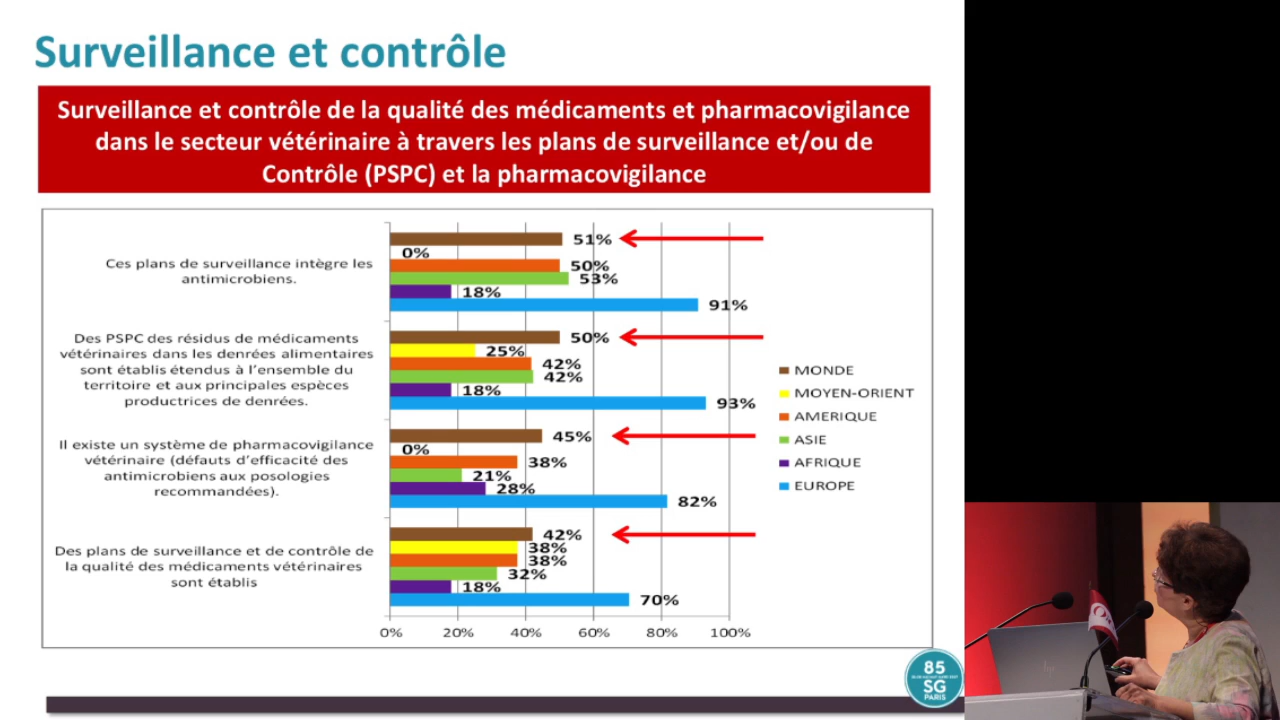 Surveillance et contrôle
Surveillance et contrôle de la qualité des médicaments et pharmacovigilance
dans le secteur vétérinaire à travers les plans de surveillance et/ou de
Contrôle (PSPC) et la pharmacovigilance
Ces plans de surveillance intègre les
antimicrobiens.
51%
0%
50%
53%
18%
91%
Des PSPC des résidus de médicaments
vétérinaires dans les denrées alimentaires
sont établis étendus à l'ensemble du
territoire et aux principales espèces
productrices de denrées.
50%
25%
42%
42%
18%
93%
Il existe un système de pharmacovigilance
vétérinaire (défauts d'efficacité des
antimicrobiens aux posologies
recommandées).
45%
0%
38%
21%
28%
82%
Des plans de surveillance et de contrôle de
la qualité des médicaments vétérinaires
sont établis
42%
38%
38%
32%
18%
70%
0% 20% 40% 60% 80% 100%
MONDE
MOYEN-ORIENT
AMERIQUE
ASIE
AFRIQUE
EUROPE
85
SG
PARIS